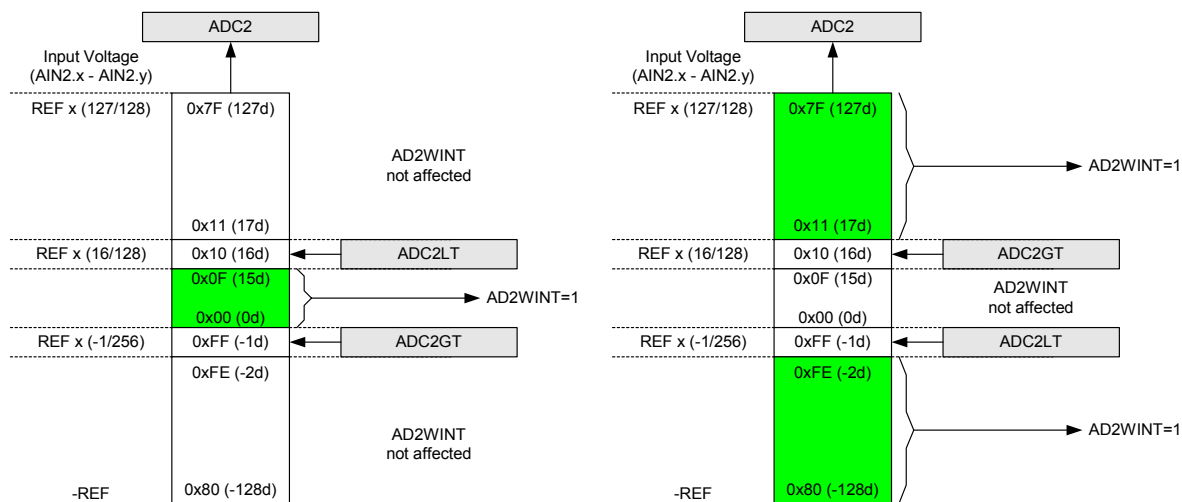 ADC2
Input Voltage
(AIN2.x - AIN2.y)
REF x (127/128)
0x7F (127d)
AD2WINT
not affected
0x11 (17d)
REF x (16/128)
0x10 (16d)
ADC2LT
0x0F (15d)
AD2WINT=1
0x00 (0d)
REF x (-1/256)
0xFF (-1d)
ADC2GT
0xFE (-2d)
AD2WINT
not affected
-REF
0x80 (-128d)
ADC2
Input Voltage
(AIN2.x - AIN2.y)
REF x (127/128)
0x7F (127d)
AD2WINT=1
0x11 (17d)
REF x (16/128)
0x10 (16d)
ADC2GT
0x0F (15d)
AD2WINT
not affected
0x00 (0d)
REF x (-1/256)
0xFF (-1d)
ADC2LT
0xFE (-2d)
AD2WINT=1
-REF
0x80 (-128d)